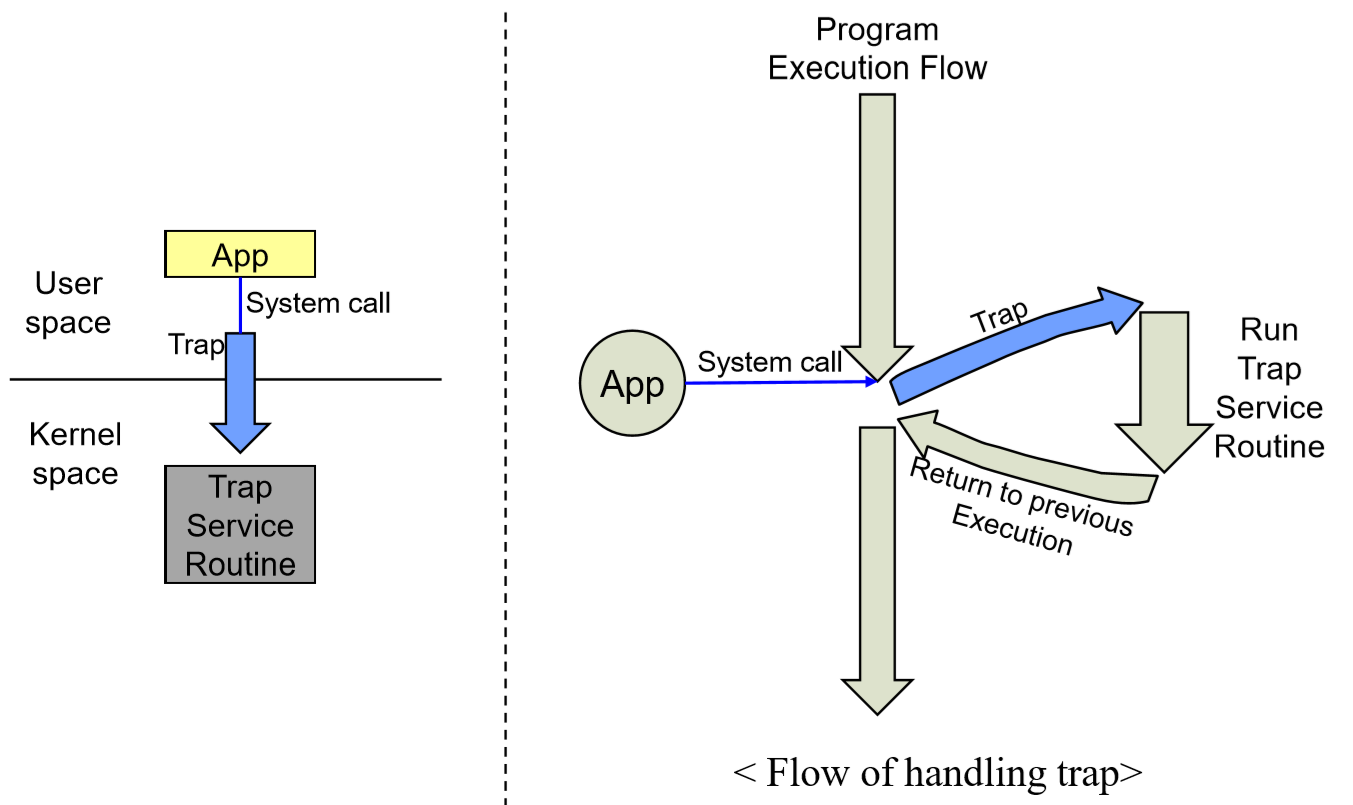 App
User
space
System call
Trap
Kernel
space
Trap
Service
Routine
Program
Execution Flow
App
System call
Trap
Run
Trap
Service
Routine
Return to previous
Execution
< Flow of handling trap>